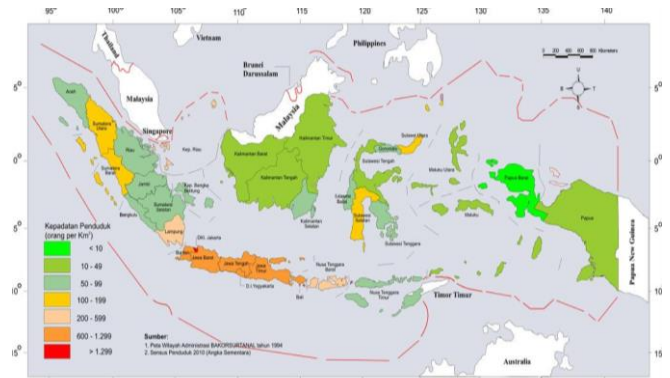 95°
100°
105°
110°
115°
120°
125°
130°
135°
140°
Thailand
Vietnam
Philippines
Brunei
Darussalam
Malaysia
Malaysia
Singapore
5°
0°
5°
10°
15°
5°
0°
5°
10°
15°
Aceh
Sumatera
Utara
Riau
Kep. Riau
Sumatera
Barat
Jambi
Kep. Bangka
Belitung
Sumatera
Selatan
Bengkulu
Lampung
DKI. Jakarta
Banten
Jawa Barat
Jawa Tengah
Jawa
Timur
D.I Yogyakarta
Bali
Nusa Tenggara
Barat
Nusa Tenggara
Timur
Timor Timur
Kalimantan Barat
Kalimantan Timur
Kalimantan Tengah
Kalimantan
Selatan
Sulawesi Utara
Gorontalo
Sulawesi Tengah
Sulawesi
Barat
Sulawesi
Selatan
Sulawesi Tenggara
Maluku Utara
Maluku
Papua Barat
Papua
Papua New Guinea
Australia
Kepadatan Penduduk
(orang per Km²)
< 10
10 - 49
50 - 99
100 - 199
200 - 599
600 - 1.299
> 1.299
Sumber:
1. Peta Wilayah Administrasi BAKOSURTANAL tahun 1994
2. Sensus Penduduk 2010 (Angka Sementara)